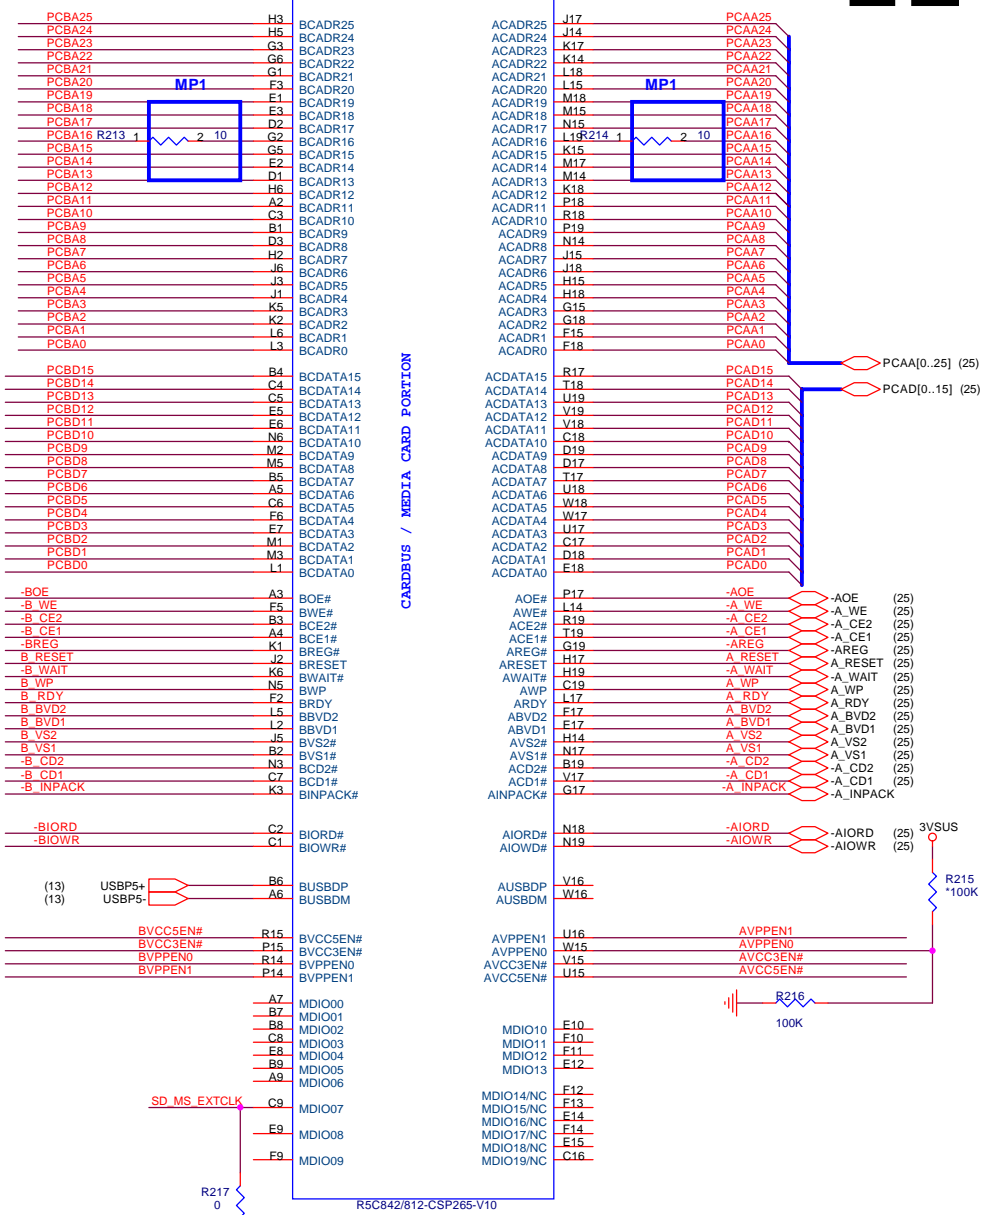 PCBA25 H3 BCADR25 ACADR25 J17 PCAA25
PCBA24 H5 BCADR24 ACADR24 J14 PCAA24
PCBA23 G3 BCADR23 ACADR23 K17 PCAA23
PCBA22 G6 BCADR22 ACADR22 K14 PCAA22
PCBA21 G1 BCADR21 ACADR21 L18 PCAA21
PCBA20 F3 BCADR20 ACADR20 L15 PCAA20
MP1 MP1
PCBA19 E1 BCADR19 ACADR19 M18 PCAA19
PCBA18 E3 BCADR18 ACADR18 M15 PCAA18
PCBA17 D2 BCADR17 ACADR17 N15 PCAA17
PCBA16 R213 1 2 10 G2 BCADR16 ACADR16 L19 R214 1 2 10 PCAA16
PCBA15 G5 BCADR15 ACADR15 K15 PCAA15
PCBA14 E2 BCADR14 ACADR14 M17 PCAA14
PCBA13 D1 BCADR13 ACADR13 M14 PCAA13
PCBA12 H6 BCADR12 ACADR12 K18 PCAA12
PCBA11 A2 BCADR11 ACADR11 P18 PCAA11
PCBA10 C3 BCADR10 ACADR10 R18 PCAA10
PCBA9 B1 BCADR9 ACADR9 P19 PCAA9
PCBA8 D3 BCADR8 ACADR8 N14 PCAA8
PCBA7 H2 BCADR7 ACADR7 J15 PCAA7
PCBA6 J6 BCADR6 ACADR6 J18 PCAA6
PCBA5 J3 BCADR5 ACADR5 H15 PCAA5
PCBA4 J1 BCADR4 ACADR4 H18 PCAA4
PCBA3 K5 BCADR3 ACADR3 G15 PCAA3
PCBA2 K2 BCADR2 ACADR2 G18 PCAA2
PCBA1 L6 BCADR1 ACADR1 F15 PCAA1
PCBA0 L3 BCADR0 ACADR0 F18 PCAA0
PCAA[0..25] (25)
CARDBUS / MEDIA CARD PORTION
PCBD15 B4 BCDATA15 ACDATA15 R17 PCAD15
PCBD14 C4 BCDATA14 ACDATA14 T18 PCAD14 PCAD[0..15] (25)
PCBD13 C5 BCDATA13 ACDATA13 U19 PCAD13
PCBD12 E5 BCDATA12 ACDATA12 V19 PCAD12
PCBD11 E6 BCDATA11 ACDATA11 V18 PCAD11
PCBD10 N6 BCDATA10 ACDATA10 C18 PCAD10
PCBD9 M2 BCDATA9 ACDATA9 D19 PCAD9
PCBD8 M5 BCDATA8 ACDATA8 D17 PCAD8
PCBD7 B5 BCDATA7 ACDATA7 T17 PCAD7
PCBD6 A5 BCDATA6 ACDATA6 U18 PCAD6
PCBD5 C6 BCDATA5 ACDATA5 W18 PCAD5
PCBD4 F6 BCDATA4 ACDATA4 W17 PCAD4
PCBD3 E7 BCDATA3 ACDATA3 U17 PCAD3
PCBD2 M1 BCDATA2 ACDATA2 C17 PCAD2
PCBD1 M3 BCDATA1 ACDATA1 D18 PCAD1
PCBD0 L1 BCDATA0 ACDATA0 E18 PCAD0
-BOE A3 BOE# AOE# P17 -AOE -AOE (25)
-B_WE F5 BWE# AWE# L14 -A_WE -A_WE (25)
-B_CE2 B3 BCE2# ACE2# R19 -A_CE2 -A_CE2 (25)
-B_CE1 A4 BCE1# ACE1# T19 -A_CE1 -A_CE1 (25)
-BREG K1 BREG# AREG# G19 -AREG -AREG (25)
B_RESET J2 BRESET ARESET H17 A_RESET A_RESET (25)
-B_WAIT K6 BWAIT# AWAIT# H19 -A_WAIT -A_WAIT (25)
B_WP N5 BWP AWP C19 A_WP A_WP (25)
B_RDY F2 BRDY ARDY L17 A_RDY A_RDY (25)
B_BVD2 L5 BBVD2 ABVD2 F17 A_BVD2 A_BVD2 (25)
B_BVD1 L2 BBVD1 ABVD1 E17 A_BVD1 A_BVD1 (25)
B_VS2 J5 BVS2# AVS2# H14 A_VS2 A_VS2 (25)
B_VS1 B2 BVS1# AVS1# N17 A_VS1 A_VS1 (25)
-B_CD2 N3 BCD2# ACD2# B19 -A_CD2 -A_CD2 (25)
-B_CD1 C7 BCD1# ACD1# V17 -A_CD1 -A_CD1 (25)
-B_INPACK K3 BINPACK# AINPACK# G17 -A_INPACK -A_INPACK
-BIORD C2 BIORD# AIORD# N18 -AIORD -AIORD (25) 3VSUS
-BIOWR C1 BIOWR# AIOWD# N19 -AIOWR -AIOWR (25)
(13) USBP5+ B6 BUSBDP AUSBDP V16 R215
(13) USBP5- A6 BUSBDM AUSBDM W16 *100K
BVCC5EN# R15 BVCC5EN# AVPPEN1 U16 AVPPEN1
BVCC3EN# P15 BVCC3EN# AVPPEN0 W15 AVPPEN0
BVPPEN0 R14 BVPPEN0 AVCC3EN# V15 AVCC3EN#
BVPPEN1 P14 BVPPEN1 AVCC5EN# U15 AVCC5EN#
A7 MDIO00 R216
B7 MDIO01 100K
B8 MDIO02 MDIO10 E10
C8 MDIO03 MDIO11 F10
E8 MDIO04 MDIO12 F11
B9 MDIO05 MDIO13 E12
A9 MDIO06
MDIO14/NC F12
SD_MS_EXTCLK C9 MDIO07 MDIO15/NC F13
MDIO16/NC E14
E9 MDIO08 MDIO17/NC F14
MDIO18/NC E15
F9 MDIO09 MDIO19/NC C16
R217
0
R5C842/812-CSP265-V10